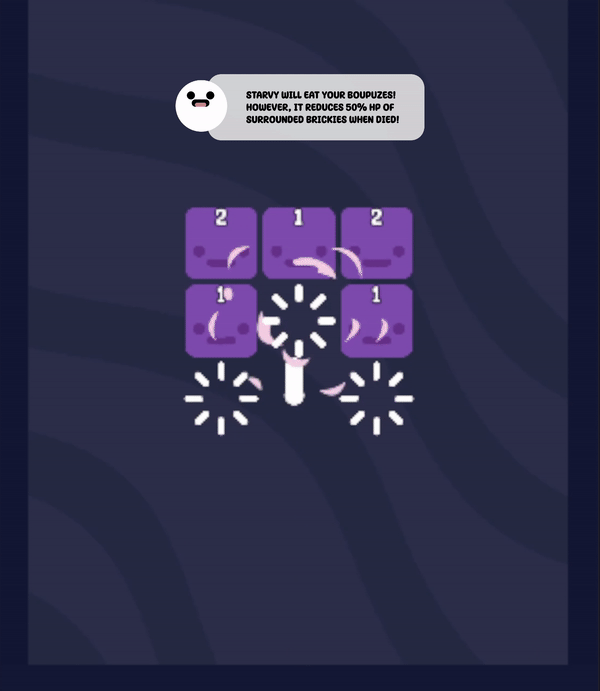 STARVY WILL EAT YOUR BOUPUZES!
HOWEVER, IT REDUCES 50% HP OF
SURROUNDED BRICKIES WHEN DIED!
2 1 2
1 1